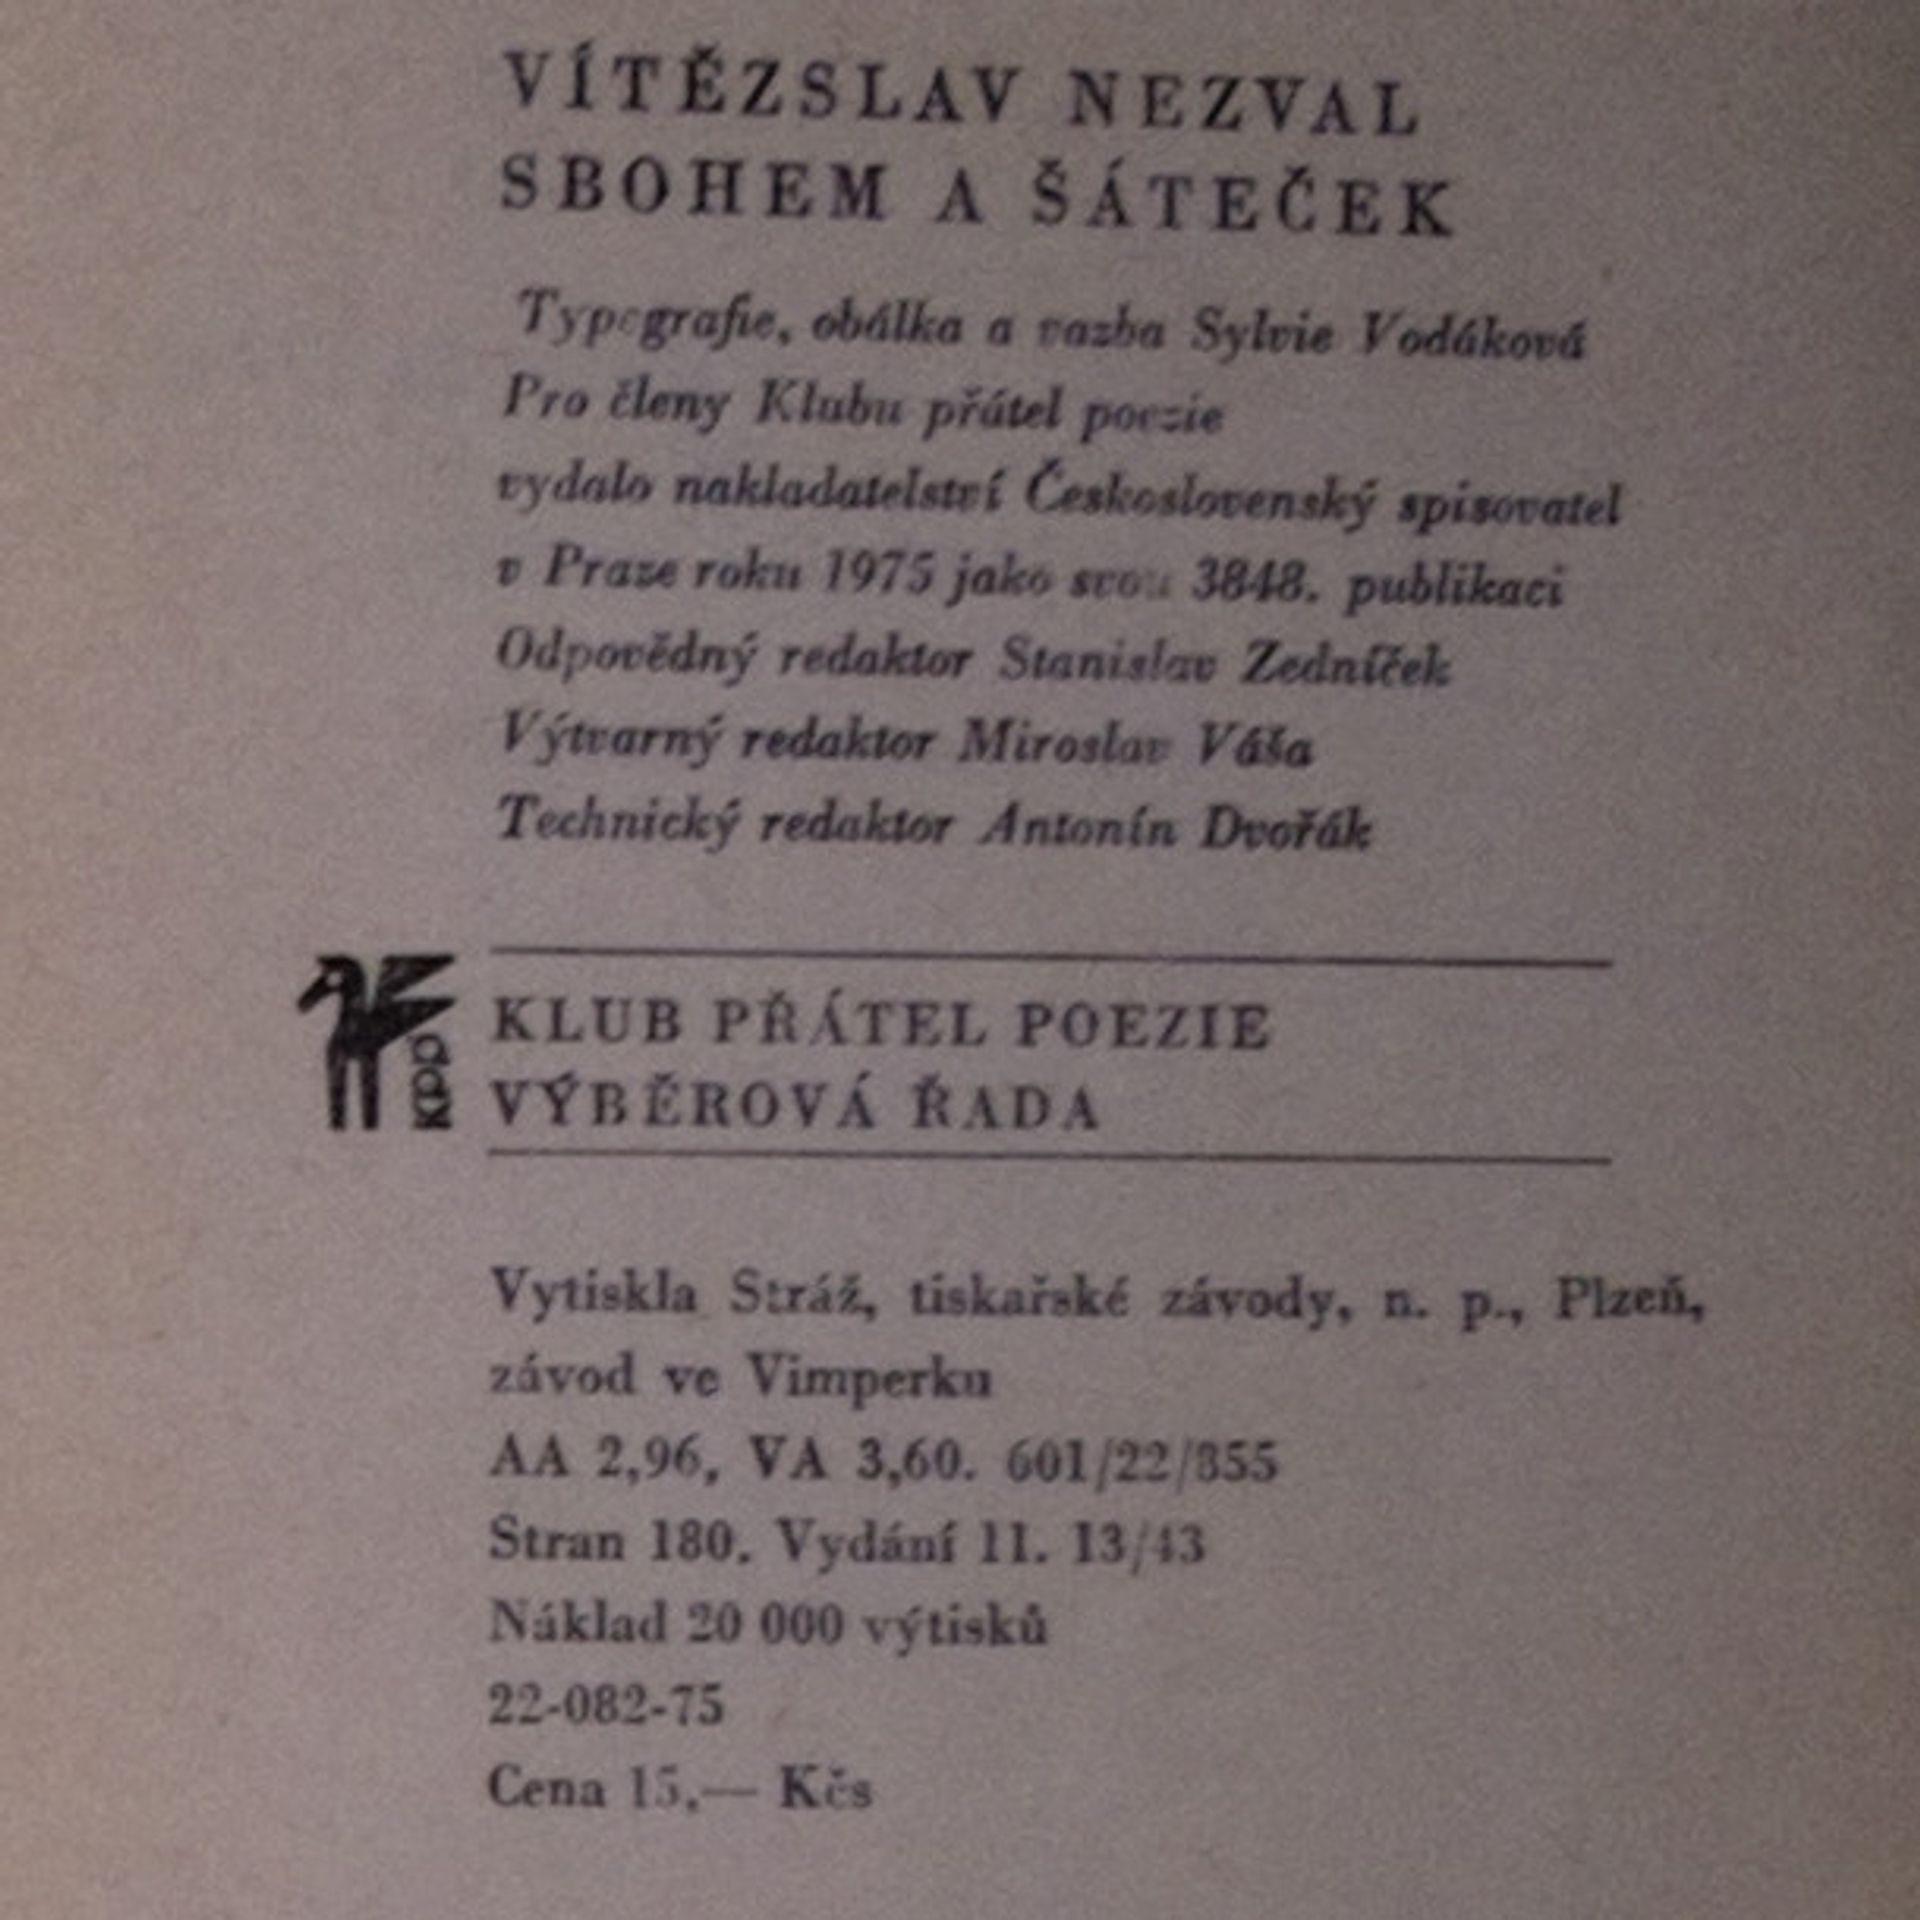 VÍTĚZSLAV NEZVAL
SBOHEM A ŠÁTEČEK
Typografie, obálka a vazba Sylvie Vodáková
Pro členy Klubu přátel poezie
vydalo nakladatelství Československý spisovatel
v Praze roku 1975 jako svou 3848. publikaci
Odpovědný redaktor Stanislav Zedníček
Výtvarný redaktor Miroslav Váša
Technický redaktor Antonín Dvořák
KPP
KLUB PŘÁTEL POEZIE
VÝBĚROVÁ ŘADA
Vytiskla Stráž, tiskařské závody, n. p., Plzeň,
závod ve Vimperku
AA 2,96, VA 3,60. 601/22/855
Stran 180. Vydání 11. 13/43
Náklad 20 000 výtisků
22-082-75
Cena 15,— Kčs